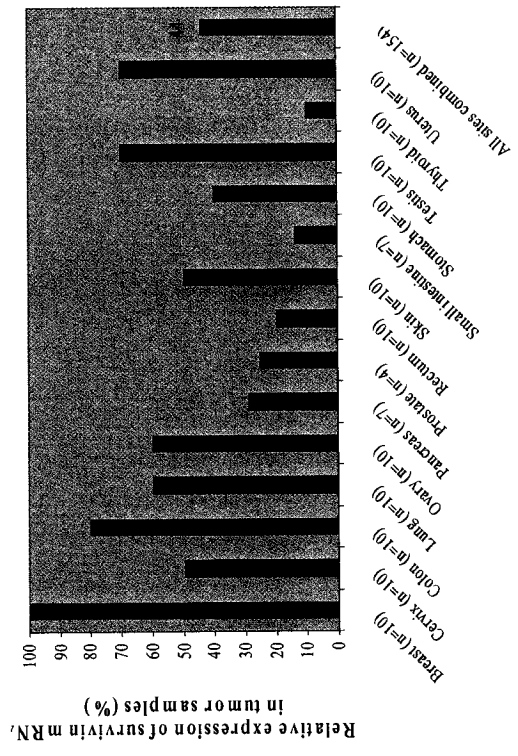 Relative expression of survivin mRN
in tumor samples (%)
100
90
80
70
60
50
40
30
20
10
0
Breast (n=10)
Cervix (n=10)
Colon (n=10)
Lung (n=10)
Ovary (n=10)
Pancreas (n=7)
Prostate (n=4)
Rectum (n=10)
Skin (n=10)
Small intestine (n=7)
Stomach (n=10)
Testis (n=10)
Thyroid (n=10)
Uterus (n=10)
All sites combined (n=154)